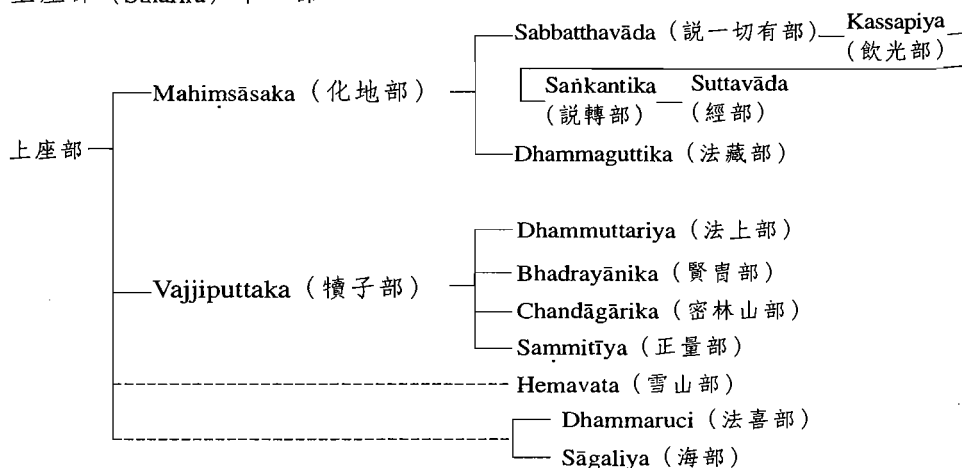 上座部
Mahiṃsāsaka（化地部）
Sabbatthavāda（説一切有部）
Kassapiya
（飲光部）
Saṅkantika
（説轉部）
Suttavāda
（經部）
Dhammaguttika（法藏部）
Vajjiputtaka（犢子部）
Dhammuttariya（法上部）
Bhadrayānika（賢胄部）
Chandāgārika（密林山部）
Saṃmitīya（正量部）
Hemavata（雪山部）
Dhammaruci（法喜部）
Sāgaliya（海部）